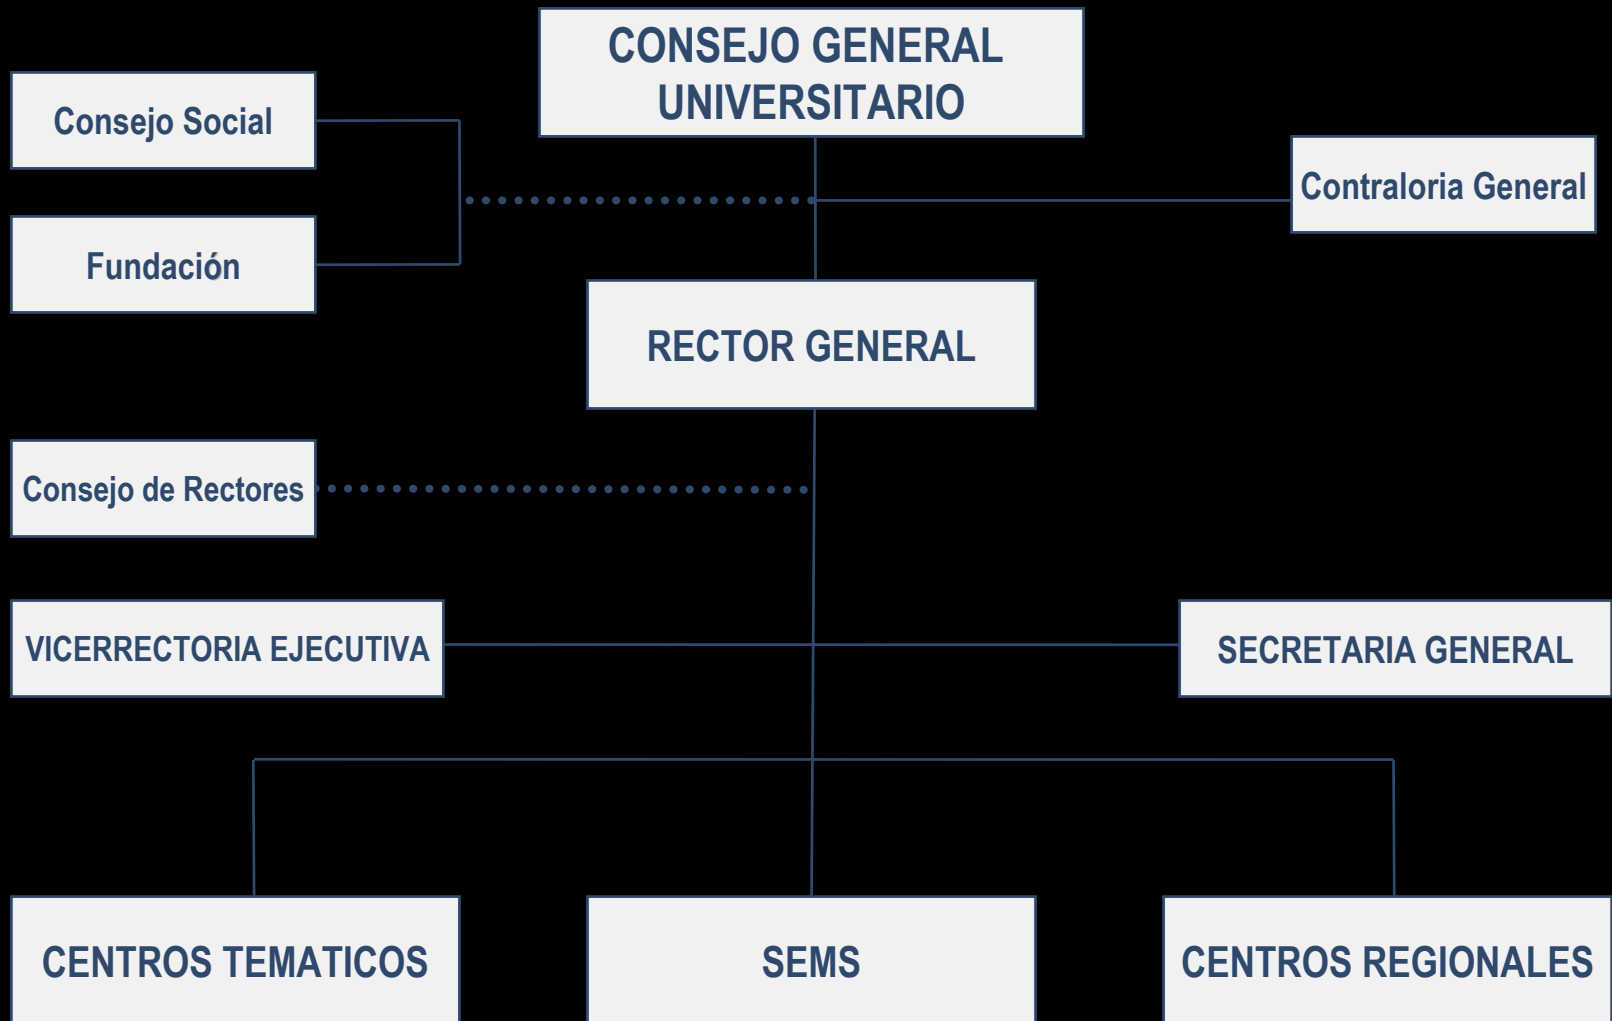 CONSEJO GENERAL
UNIVERSITARIO
Consejo Social
Contraloria General
Fundación
RECTOR GENERAL
Consejo de Rectores
VICERRECTORIA EJECUTIVA
SECRETARIA GENERAL
CENTROS TEMATICOS
SEMS
CENTROS REGIONALES